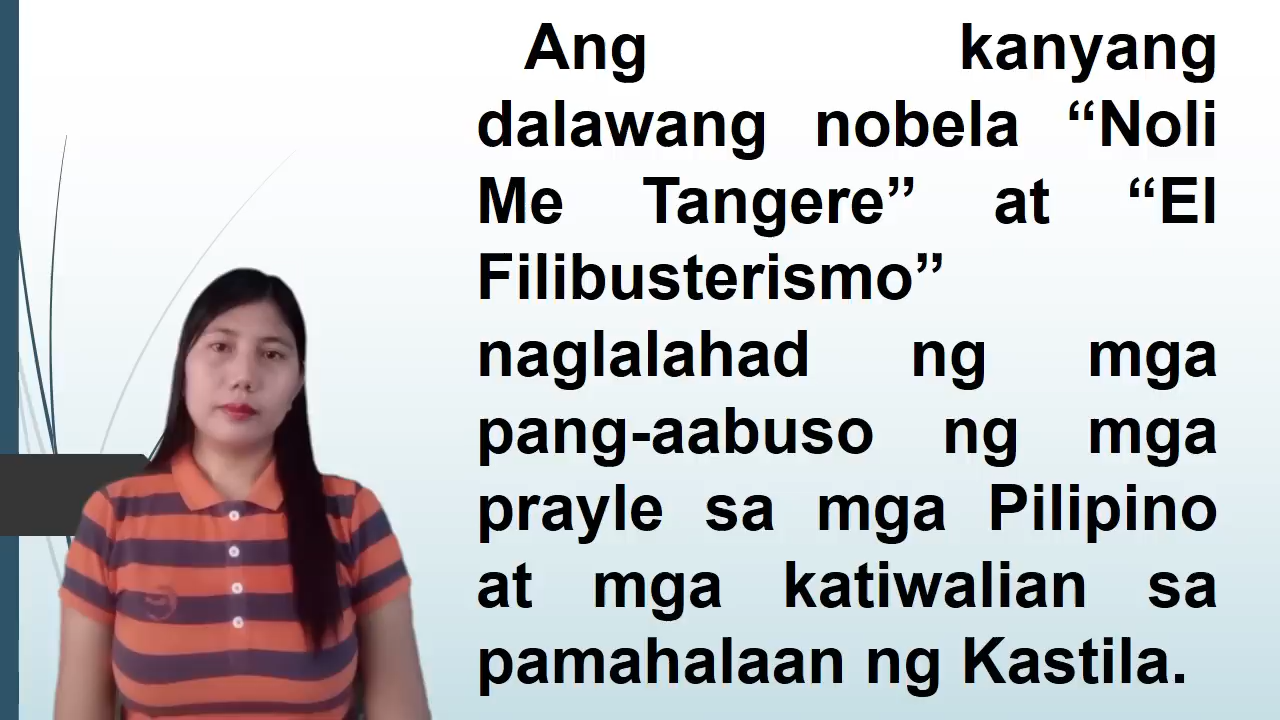 Ang kanyang
dalawang nobela “Noli
Me Tangere” at “El
Filibusterismo”
naglalahad ng mga
pang-aabuso ng mga
prayle sa mga Pilipino
at mga katiwalian sa
pamahalaan ng Kastila.